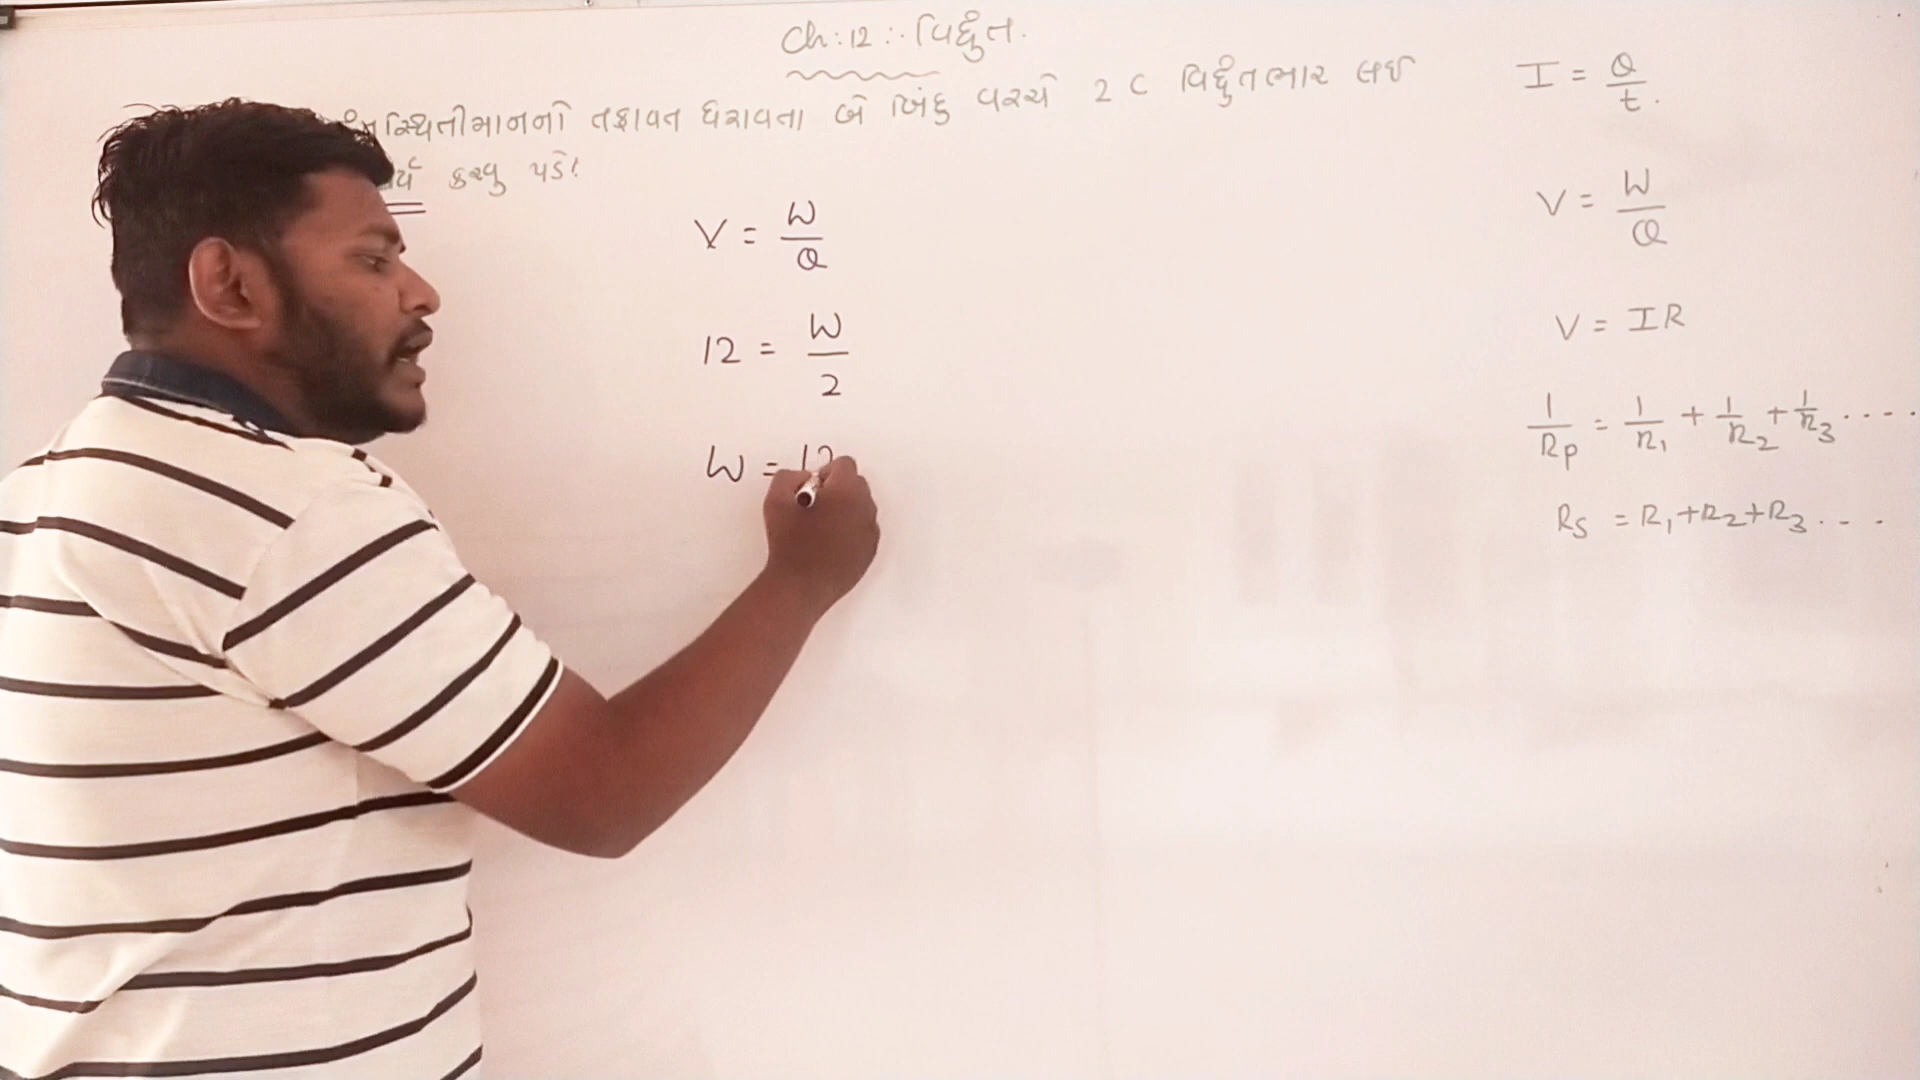 Ch:12 :. વિદ્યુત.
સ્થિતીમાનનો તફાવત ધરાવતા બે બિંદુ વચ્ચે 2 C વિદ્યુતભાર લઈ
કરવુ પડે!
V = W/Q
12 = W/2
W = 12
I = Q/t.
V = W/Q
V = IR
1/Rp = 1/R₁ + 1/R₂ + 1/R₃ ....
Rs = R₁+R₂+R₃ ...